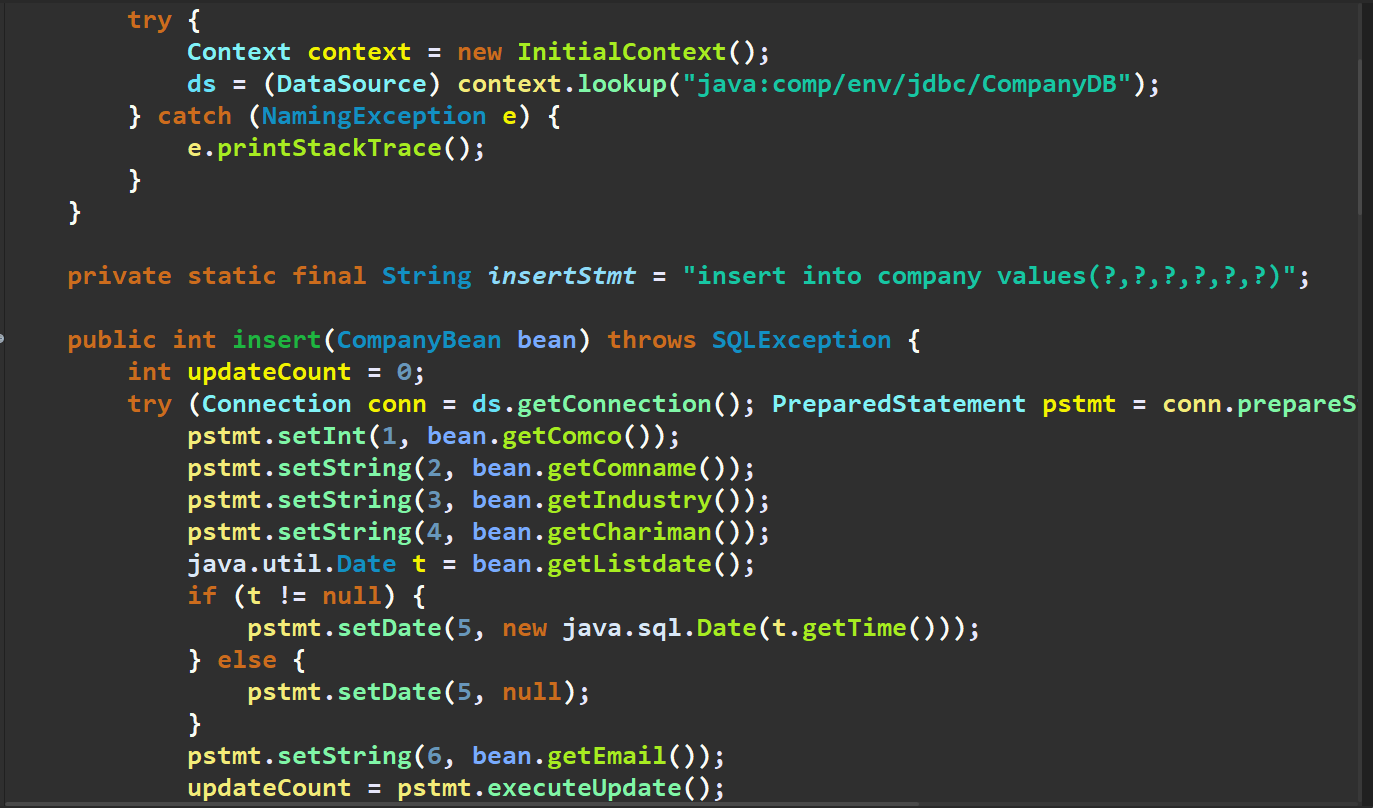 try {
Context context = new InitialContext();
ds = (DataSource) context.lookup("java:comp/env/jdbc/CompanyDB");
} catch (NamingException e) {
e.printStackTrace();
}
}
private static final String insertStmt = "insert into company values(?,?,?,?,?,?)";
public int insert(CompanyBean bean) throws SQLException {
int updateCount = 0;
try (Connection conn = ds.getConnection(); PreparedStatement pstmt = conn.prepareS
pstmt.setInt(1, bean.getComco());
pstmt.setString(2, bean.getComname());
pstmt.setString(3, bean.getIndustry());
pstmt.setString(4, bean.getChariman());
java.util.Date t = bean.getListdate();
if (t != null) {
pstmt.setDate(5, new java.sql.Date(t.getTime()));
} else {
pstmt.setDate(5, null);
}
pstmt.setString(6, bean.getEmail());
updateCount = pstmt.executeUpdate();